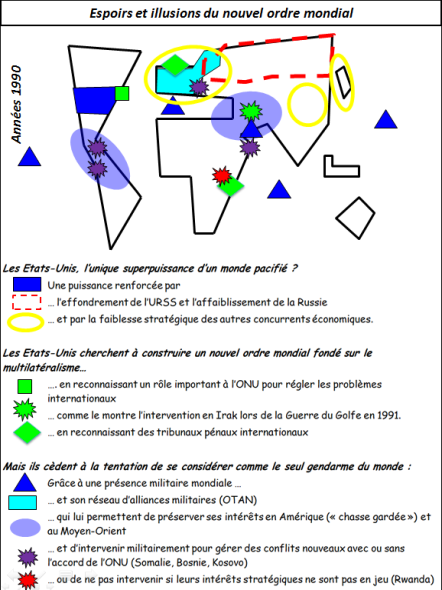 Espoirs et illusions du nouvel ordre mondial
Années 1990
Les Etats-Unis, l'unique superpuissance d'un monde pacifié ?
Une puissance renforcée par
... l'effondrement de l'URSS et l'affaiblissement de la Russie
... et par la faiblesse stratégique des autres concurrents économiques.
Les Etats-Unis cherchent à construire un nouvel ordre mondial fondé sur le
multilatéralisme...
.... en reconnaissant un rôle important à l'ONU pour régler les problèmes
internationaux
... comme le montre l'intervention en Irak lors de la Guerre du Golfe en 1991.
... en reconnaissant des tribunaux pénaux internationaux
Mais ils cèdent à la tentation de se considérer comme le seul gendarme du monde :
Grâce à une présence militaire mondiale ...
... et son réseau d'alliances militaires (OTAN)
... qui lui permettent de préserver ses intérêts en Amérique (« chasse gardée ») et
au Moyen-Orient
... et d'intervenir militairement pour gérer des conflits nouveaux avec ou sans
l'accord de l'ONU (Somalie, Bosnie, Kosovo)
... ou de ne pas intervenir si leurs intérêts stratégiques ne sont pas en jeu (Rwanda)